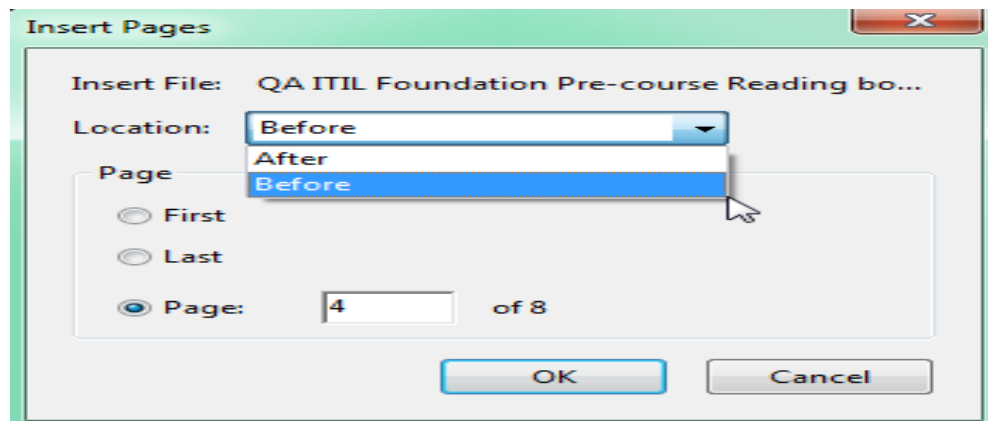 Insert Pages
Insert File: QA ITIL Foundation Pre-course Reading bo...
Location: Before
After
Before
Page
First
Last
Page: 4 of 8
OK Cancel